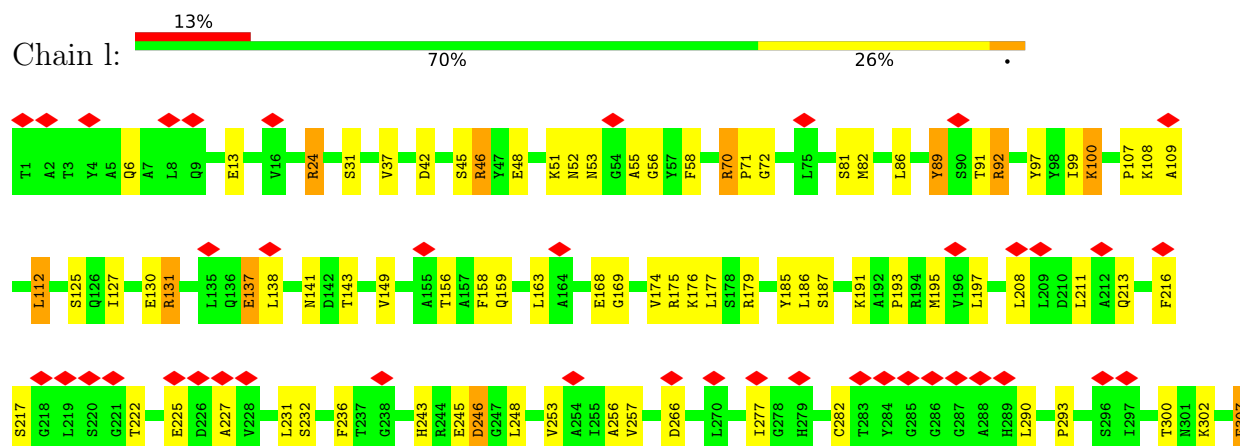 13%
Chain l:
70% 26% .
T1 A2 T3 Y4 A5 Q6 A7 L8 Q9 E13 V16 R24 S31 V37 D42 S45 R46 Y47 E48 K51 N52 N53 G54 A55 G56 Y57 F58 R70 P71 G72 L75 S81 M82 L86 Y89 S90 T91 R92 Y97 Y98 I99 K100 P107 K108 A109
L112 S125 Q126 I127 E130 R131 L135 Q136 E137 L138 N141 D142 T143 V149 A155 T156 A157 F158 Q159 L163 A164 E168 G169 V174 R175 K176 L177 S178 R179 Y185 L186 S187 K191 A192 P193 R194 M195 V196 L197 L208 L209 D210 L211 A212 Q213 F216
S217 G218 L219 S220 G221 T222 E225 D226 A227 V228 L231 S232 F236 T237 G238 H243 R244 E245 D246 G247 L248 V253 A254 I255 A256 V257 D266 L270 I277 G278 H279 C282 T283 Y284 G285 G286 G287 A288 H289 L290 P293 S296 I297 T300 N301 K302